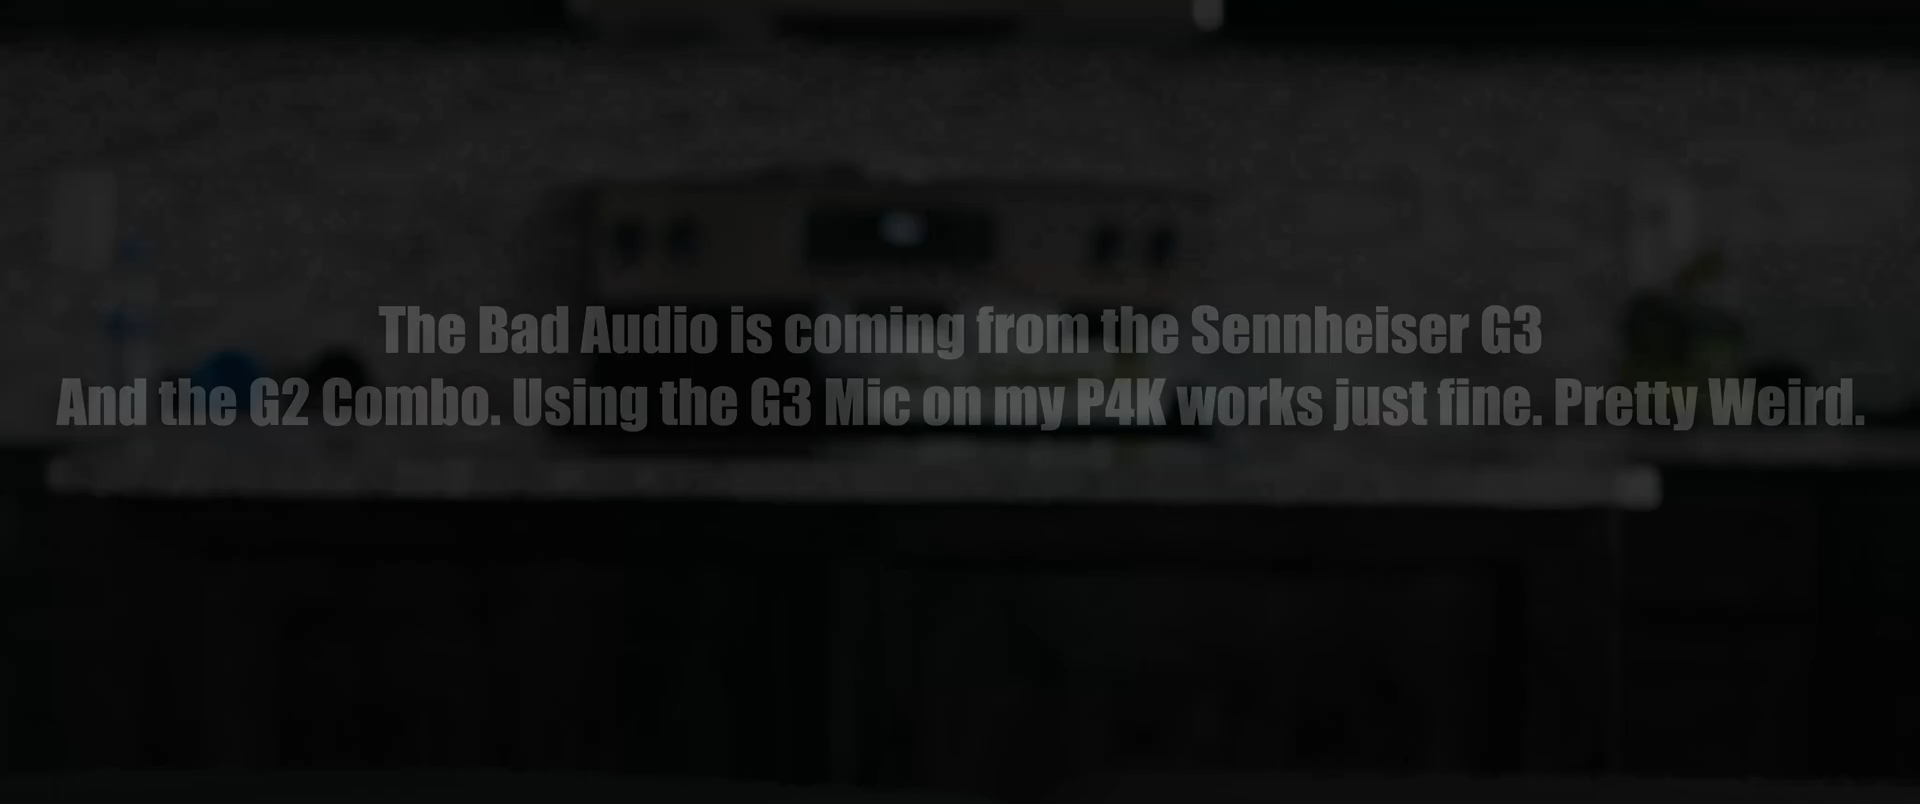 The Bad Audio is coming from the Sennheiser G3
And the G2 Combo. Using the G3 Mic on my P4K works just fine. Pretty Weird.